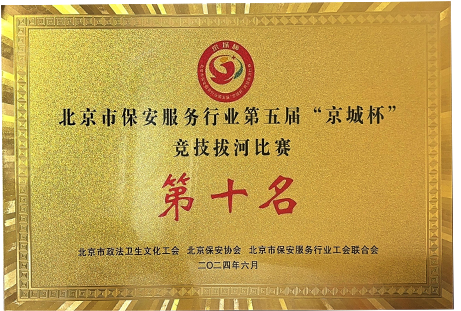 京城杯
北京市保安服务行业第五届“京城杯”
竞技拔河比赛
第十名
北京市政法卫生文化工会 北京保安协会 北京市保安服务行业工会联合会
二〇二四年六月